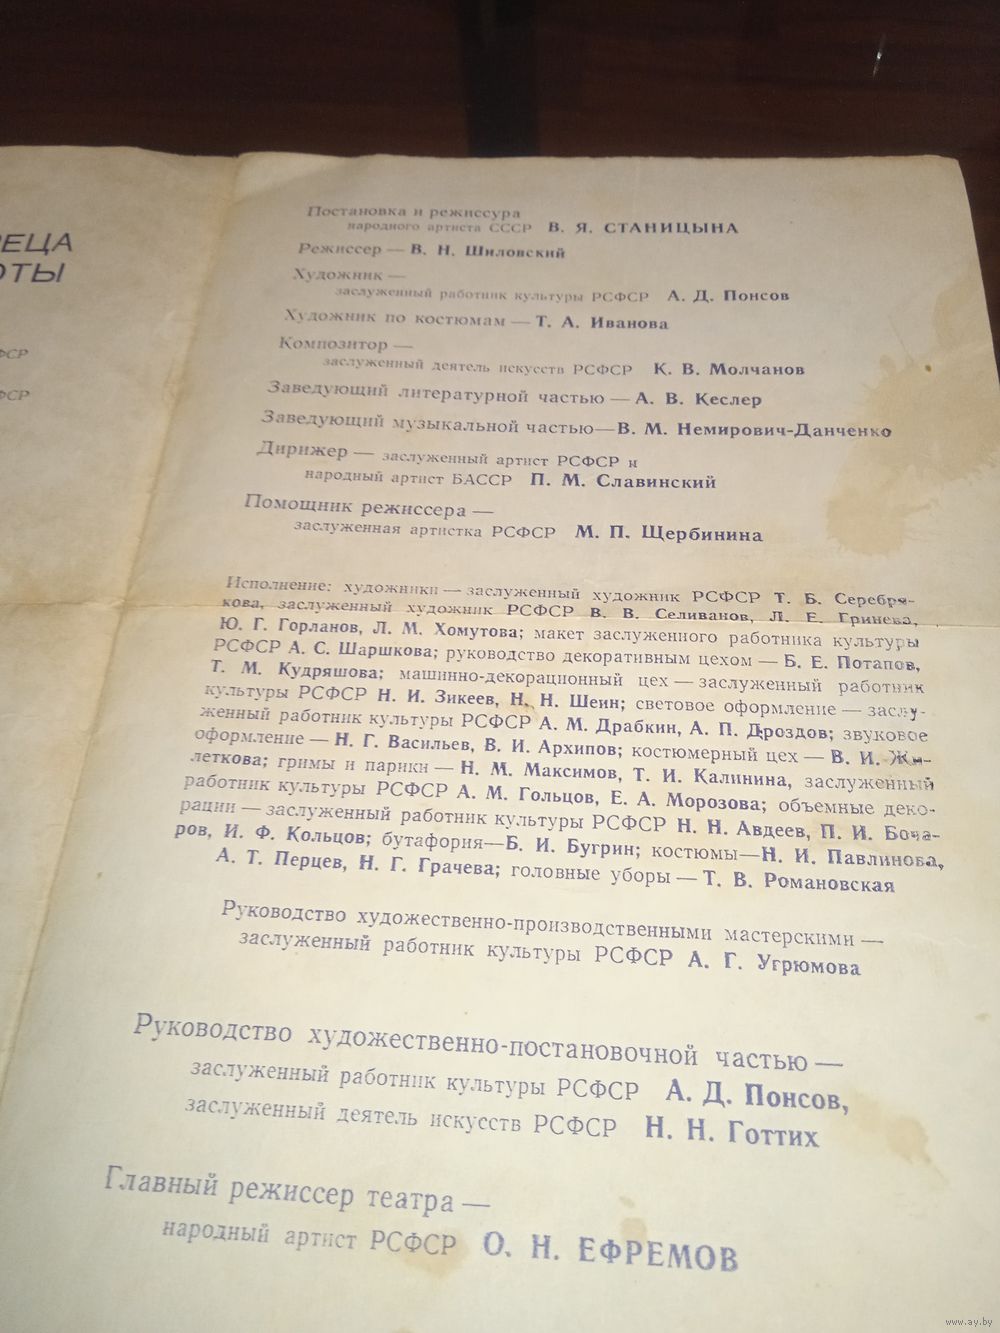 РЕЦА
ОТЫ
ФСР
ФСР
Постановка и режиссура
народного артиста СССР В. Я. СТАНИЦЫНА
Режиссер — В. Н. Шиловский
Художник —
заслуженный работник культуры РСФСР А. Д. Понсов
Художник по костюмам — Т. А. Иванова
Композитор —
заслуженный деятель искусств РСФСР К. В. Молчанов
Заведующий литературной частью — А. В. Кеслер
Заведующий музыкальной частью—В. М. Немирович-Данченко
Дирижер — заслуженный артист РСФСР и
народный артист БАССР П. М. Славинский
Помощник режиссера —
заслуженная артистка РСФСР М. П. Щербинина
Исполнение: художники — заслуженный художник РСФСР Т. Б. Серебря-
кова, заслуженный художник РСФСР В. В. Селиванов, Л. Е. Гринева,
Ю. Г. Горланов, Л. М. Хомутова; макет заслуженного работника культуры
РСФСР А. С. Шаршкова; руководство декоративным цехом — Б. Е. Потапов,
Т. М. Кудряшова; машинно-декорационный цех — заслуженный работник
культуры РСФСР Н. И. Зикеев, Н. Н. Шеин; световое оформление — заслу-
женный работник культуры РСФСР А. М. Драбкин, А. П. Дроздов; звуковое
оформление — Н. Г. Васильев, В. И. Архипов; костюмерный цех — В. И. Жи-
леткова; гримы и парики — Н. М. Максимов, Т. И. Калинина, заслуженный
работник культуры РСФСР А. М. Гольцов, Е. А. Морозова; объемные деко-
рации — заслуженный работник культуры РСФСР Н. Н. Авдеев, П. И. Боча-
ров, И. Ф. Кольцов; бутафория—Б. И. Бугрин; костюмы—Н. И. Павлинова,
А. Т. Перцев, Н. Г. Грачева; головные уборы — Т. В. Романовская
Руководство художественно-производственными мастерскими —
заслуженный работник культуры РСФСР А. Г. Угрюмова
Руководство художественно-постановочной частью —
заслуженный работник культуры РСФСР А. Д. Понсов,
заслуженный деятель искусств РСФСР Н. Н. Готтих
Главный режиссер театра —
народный артист РСФСР О. Н. ЕФРЕМОВ
www.ay.by